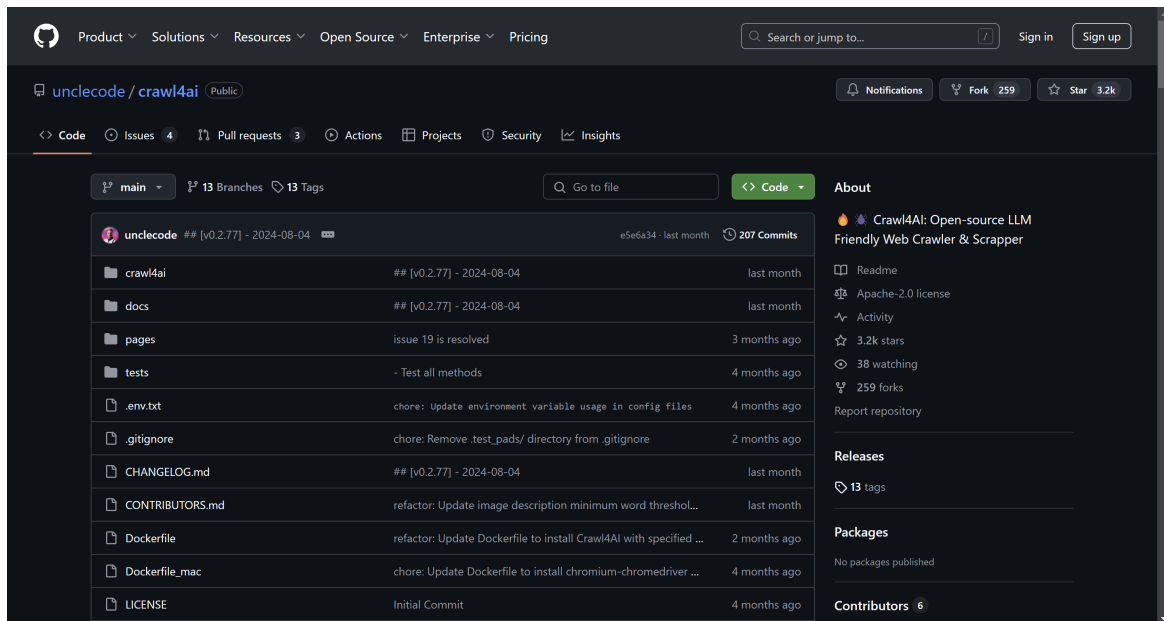 Product Solutions Resources Open Source Enterprise Pricing Search or jump to... / Sign in Sign up
unclecode / crawl4ai Public Notifications Fork 259 Star 3.2k
Code Issues 4 Pull requests 3 Actions Projects Security Insights
main 13 Branches 13 Tags Go to file Code
unclecode ## [v0.2.77] - 2024-08-04 e5e6a34 · last month 207 Commits
crawl4ai ## [v0.2.77] - 2024-08-04 last month
docs ## [v0.2.77] - 2024-08-04 last month
pages issue 19 is resolved 3 months ago
tests - Test all methods 4 months ago
.env.txt chore: Update environment variable usage in config files 4 months ago
.gitignore chore: Remove .test_pads/ directory from .gitignore 2 months ago
CHANGELOG.md ## [v0.2.77] - 2024-08-04 last month
CONTRIBUTORS.md refactor: Update image description minimum word threshol... last month
Dockerfile refactor: Update Dockerfile to install Crawl4AI with specified ... 2 months ago
Dockerfile_mac chore: Update Dockerfile to install chromium-chromedriver ... 4 months ago
LICENSE Initial Commit 4 months ago
About
🔥🕷️ Crawl4AI: Open-source LLM
Friendly Web Crawler & Scrapper
Readme
Apache-2.0 license
Activity
3.2k stars
38 watching
259 forks
Report repository
Releases
13 tags
Packages
No packages published
Contributors 6